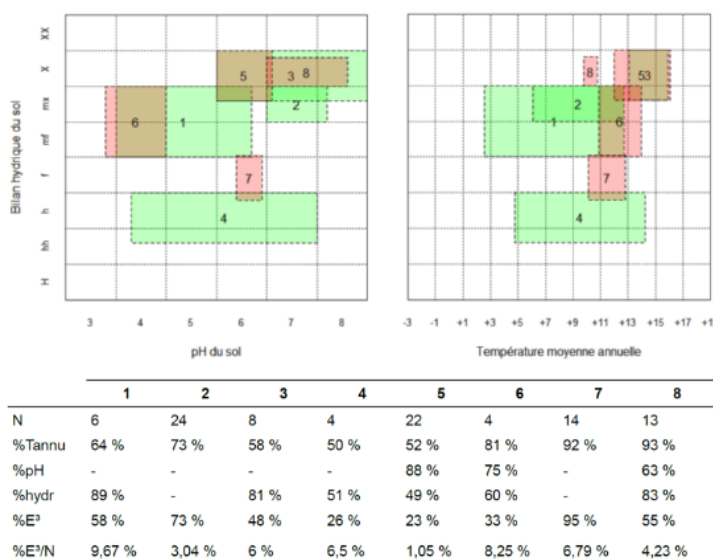 XX
X
mx
mf
f
h
hh
H
Bilan hydrique du sol
5
3
8
6
1
2
7
4
3
4
5
6
7
8
pH du sol
8
53
2
1
6
7
4
-3
-1
+1
+3
+5
+7
+9
+11
+13
+15
+17
+1
Température moyenne annuelle
1 2 3 4 5 6 7 8
N 6 24 8 4 22 4 14 13
%Tannu 64 % 73 % 58 % 50 % 52 % 81 % 92 % 93 %
%pH - - - - 88 % 75 % - 63 %
%hydr 89 % - 81 % 51 % 49 % 60 % - 83 %
%E³ 58 % 73 % 48 % 26 % 23 % 33 % 95 % 55 %
%E³/N 9,67 % 3,04 % 6 % 6,5 % 1,05 % 8,25 % 6,79 % 4,23 %